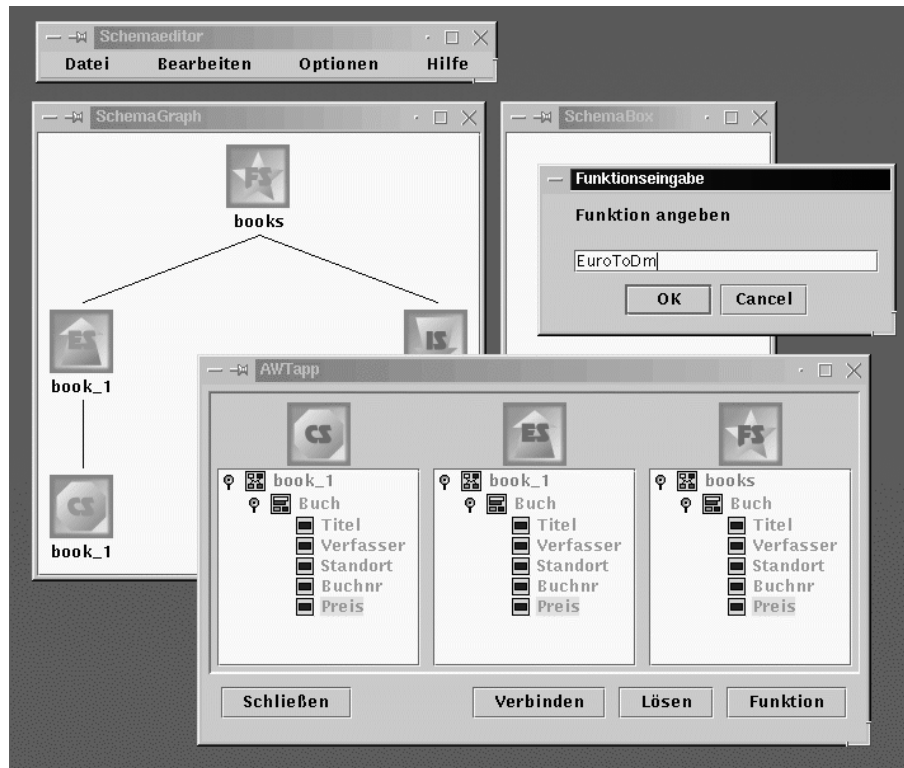 Schemaeditor
Datei Bearbeiten Optionen Hilfe
SchemaGraph
FS
books
ES
book_1
IS
CS
book_1
SchemaBox
Funktionseingabe
Funktion angeben
EuroToDm
OK Cancel
AWTapp
CS ES FS
book_1 book_1 books
Buch Buch Buch
Titel Titel Titel
Verfasser Verfasser Verfasser
Standort Standort Standort
Buchnr Buchnr Buchnr
Preis Preis Preis
Schließen Verbinden Lösen Funktion